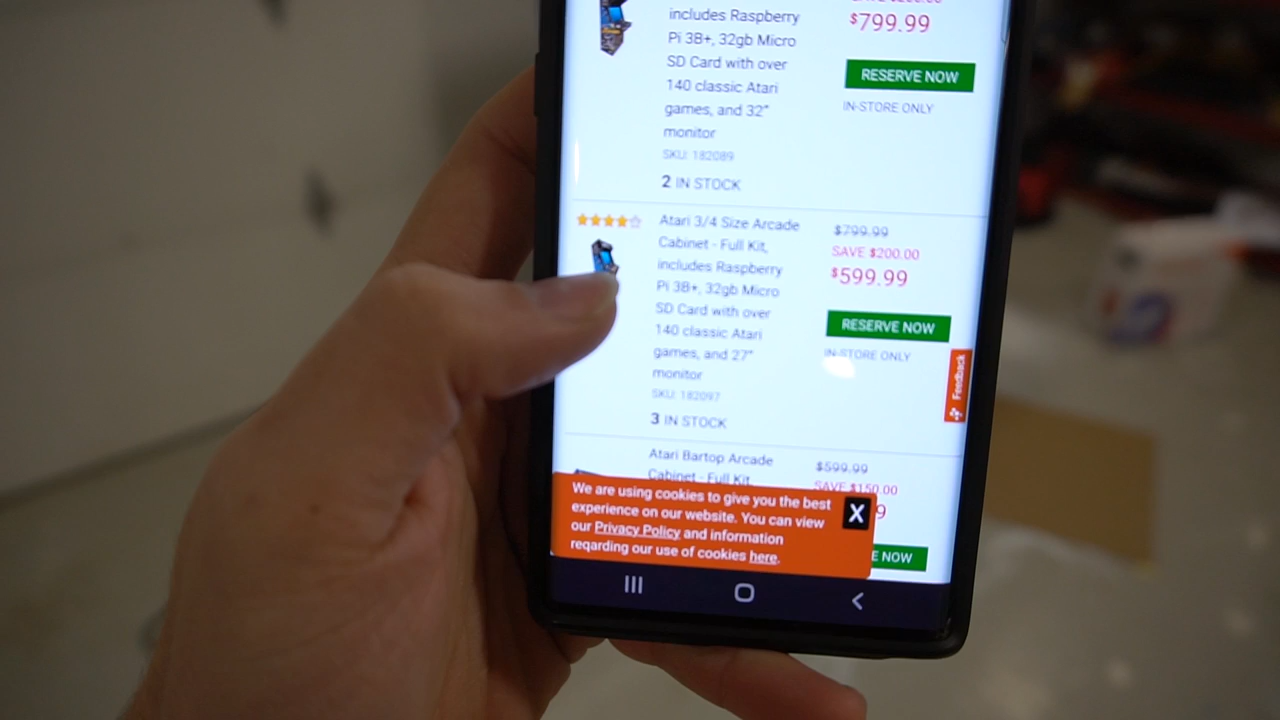 includes Raspberry
Pi 3B+, 32gb Micro
SD Card with over
140 classic Atari
games, and 32"
monitor
SKU: 182089
2 IN STOCK
$799.99
RESERVE NOW
IN-STORE ONLY
Atari 3/4 Size Arcade
Cabinet - Full Kit,
includes Raspberry
Pi 3B+, 32gb Micro
SD Card with over
140 classic Atari
games, and 27"
monitor
SKU: 182097
3 IN STOCK
$799.99
SAVE $200.00
$599.99
RESERVE NOW
IN-STORE ONLY
Feedback
Atari Bartop Arcade
Cabinet - Full Kit
$599.99
SAVE $150.00
9
E NOW
We are using cookies to give you the best
experience on our website. You can view
our Privacy Policy and information
regarding our use of cookies here.
X